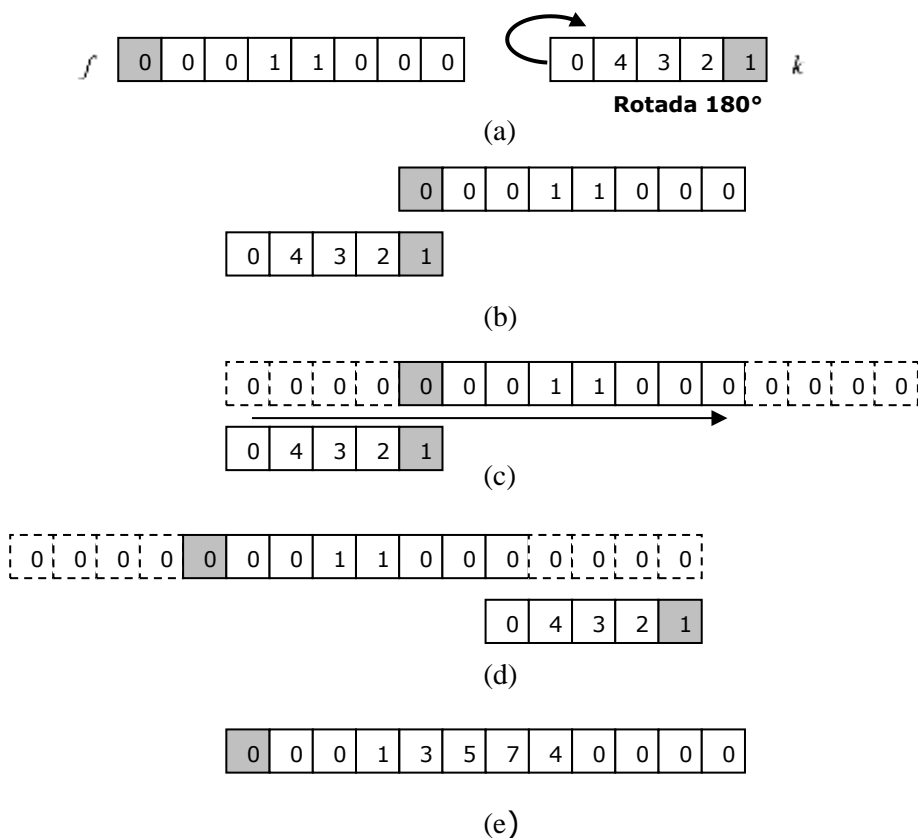 f 0 0 0 1 1 0 0 0 0 4 3 2 1 k
Rotada 180°
(a)
0 0 0 1 1 0 0 0
0 4 3 2 1
(b)
0 0 0 0 0 0 0 1 1 0 0 0 0 0 0 0
0 4 3 2 1
(c)
0 0 0 0 0 0 0 1 1 0 0 0 0 0 0 0
0 4 3 2 1
(d)
0 0 0 1 3 5 7 4 0 0 0 0
(e)